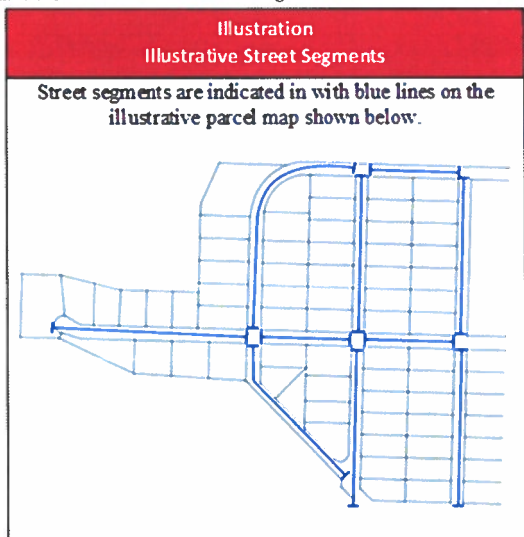 Illustration
Illustrative Street Segments
Street segments are indicated in with blue lines on the
illustrative parcel map shown below.